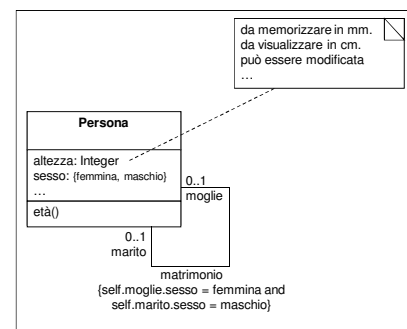 da memorizzare in mm.
da visualizzare in cm.
può essere modificata
…
Persona
altezza: Integer
sesso: {femmina, maschio}
…
età()
0..1
moglie
0..1
marito
matrimonio
{self.moglie.sesso = femmina and
self.marito.sesso = maschio}